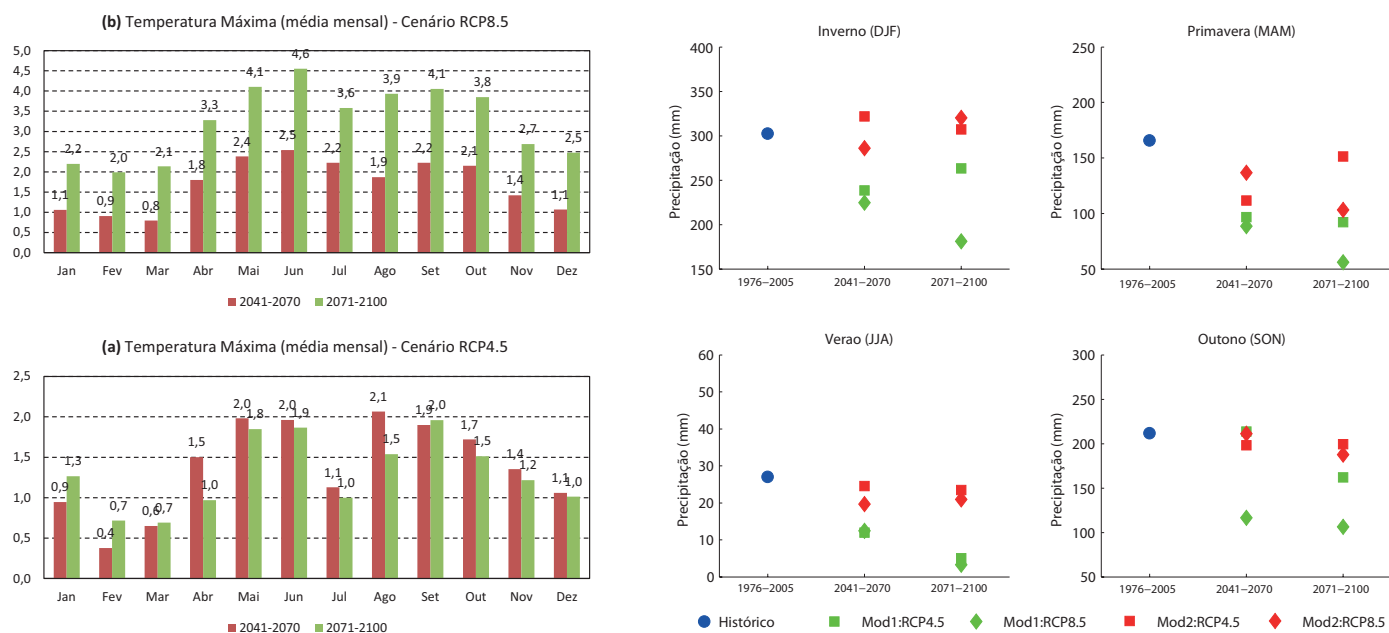 (b) Temperatura Máxima (média mensal) - Cenário RCP8.5
5,0
4,5
4,0
3,5
3,0
2,5
2,0
1,5
1,0
0,5
0,0
1,1 2,2 0,9 2,0 0,8 2,1 1,8 3,3 2,4 4,1 2,5 4,6 2,2 3,6 1,9 3,9 2,2 4,1 2,1 3,8 1,4 2,7 1,1 2,5
Jan Fev Mar Abr Mai Jun Jul Ago Set Out Nov Dez
2041-2070 2071-2100
(a) Temperatura Máxima (média mensal) - Cenário RCP4.5
2,5
2,0
1,5
1,0
0,5
0,0
0,9 1,3 0,4 0,7 0,6 0,7 1,5 1,0 2,0 1,8 2,0 1,9 1,1 1,0 2,1 1,5 1,9 2,0 1,7 1,5 1,4 1,2 1,1 1,0
Jan Fev Mar Abr Mai Jun Jul Ago Set Out Nov Dez
2041-2070 2071-2100
Inverno (DJF)
Precipitação (mm)
400
350
300
250
200
150
1976–2005 2041–2070 2071–2100
Primavera (MAM)
Precipitação (mm)
250
200
150
100
50
1976–2005 2041–2070 2071–2100
Verao (JJA)
Precipitação (mm)
60
50
40
30
20
10
0
1976–2005 2041–2070 2071–2100
Outono (SON)
Precipitação (mm)
300
250
200
150
100
50
1976–2005 2041–2070 2071–2100
Histórico Mod1:RCP4.5 Mod1:RCP8.5 Mod2:RCP4.5 Mod2:RCP8.5